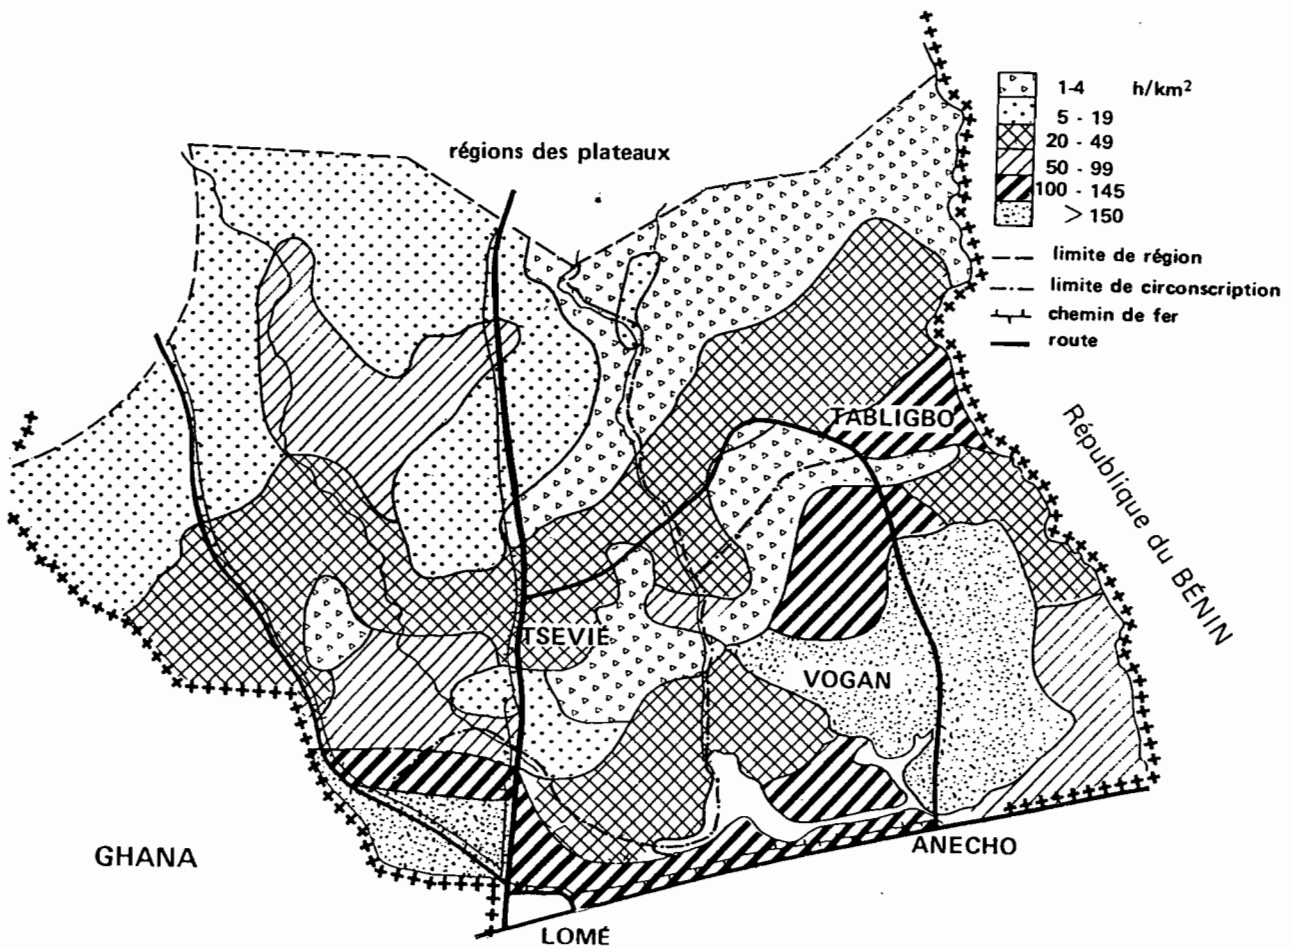 régions des plateaux
1-4 h/km²
5 - 19
20 - 49
50 - 99
100 - 145
> 150
limite de région
limite de circonscription
chemin de fer
route
TABLIGBO
République du BÉNIN
TSEVIE
VOGAN
GHANA
ANECHO
LOMÉ